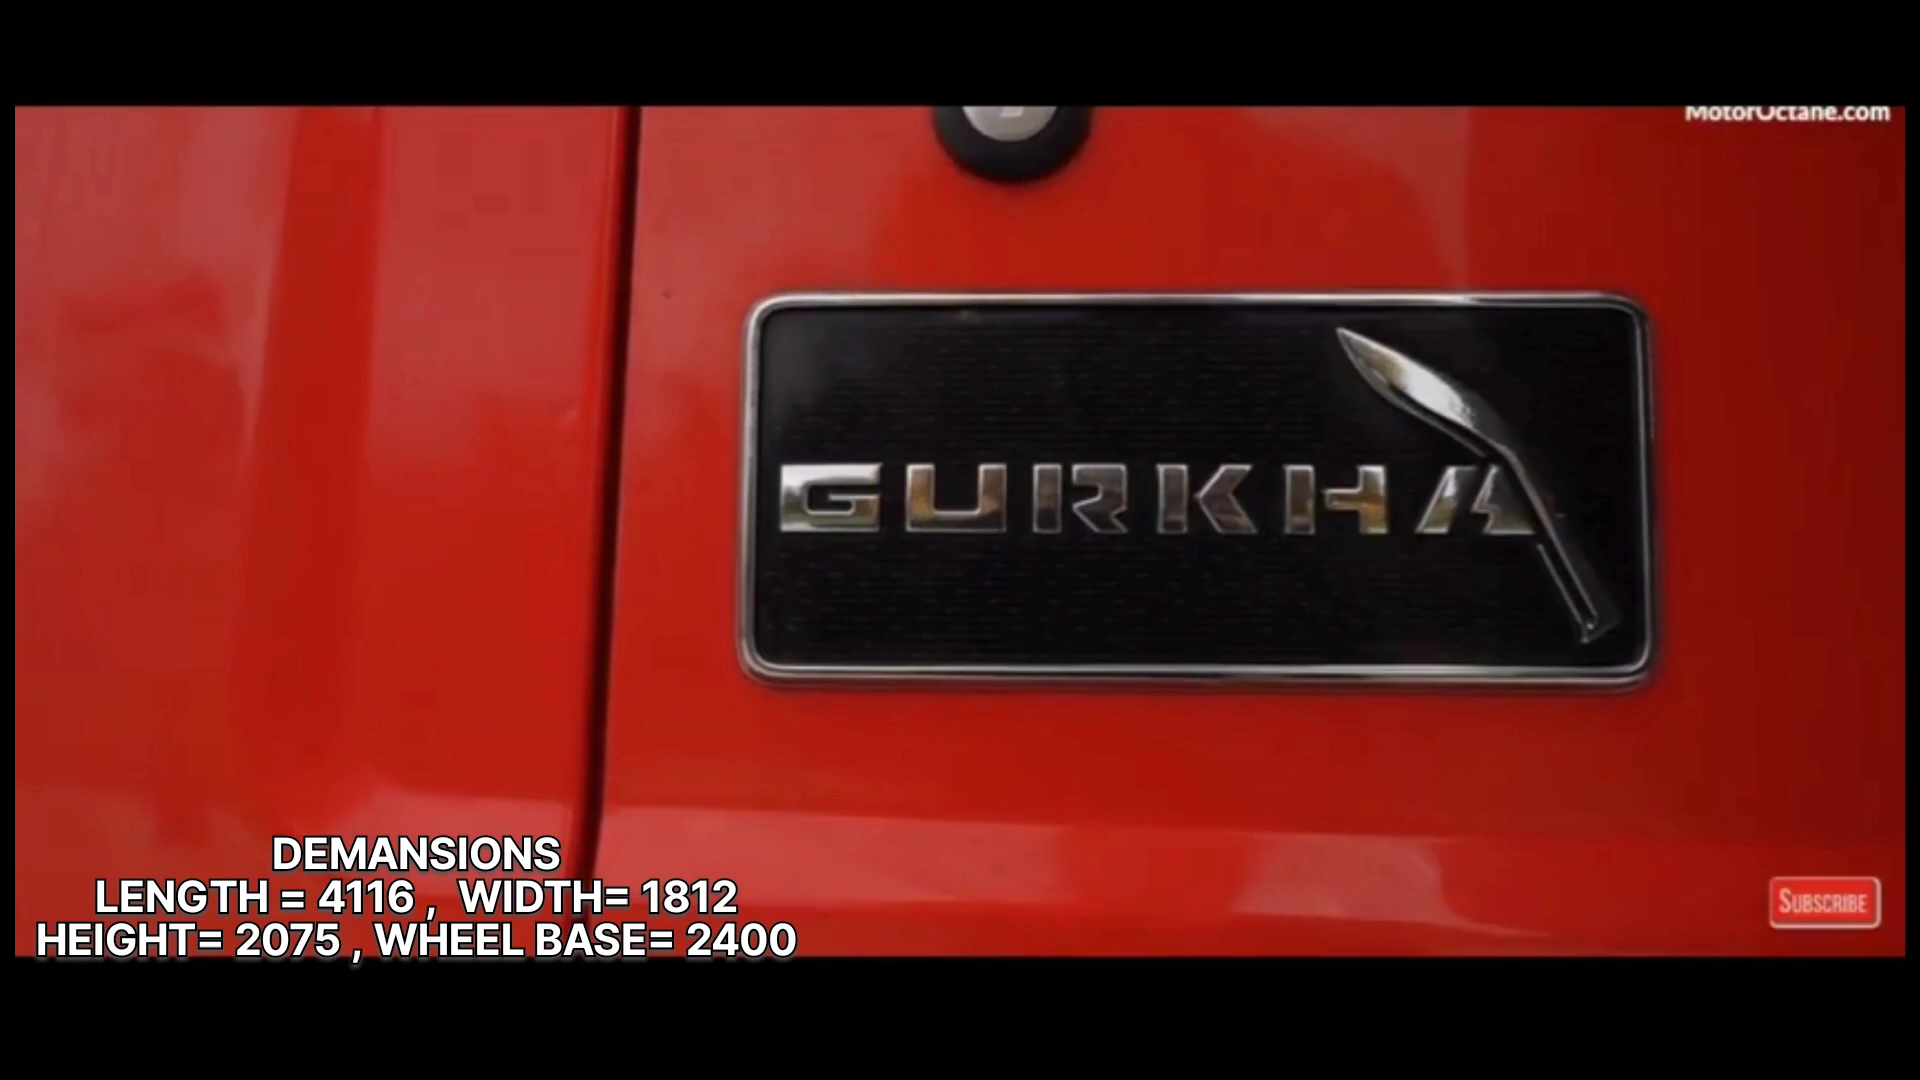 MotorOctane.com
GURKHA
DEMANSIONS
LENGTH = 4116 , WIDTH= 1812
HEIGHT= 2075 , WHEEL BASE= 2400
SUBSCRIBE